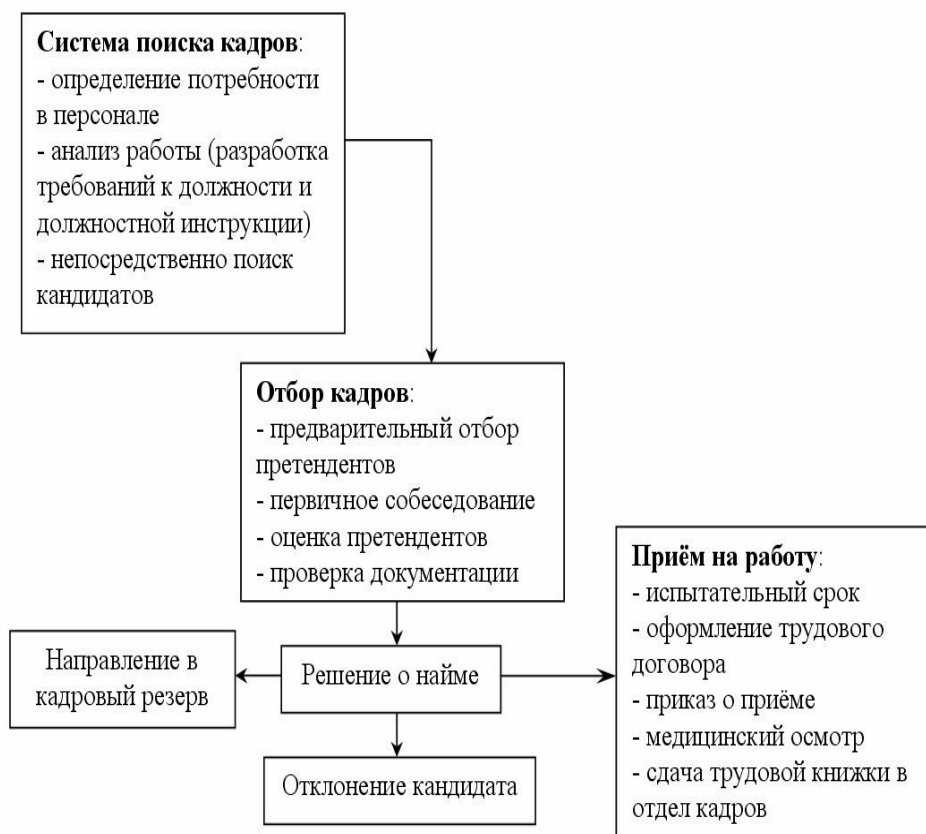 Система поиска кадров:
- определение потребности
в персонале
- анализ работы (разработка
требований к должности и
должностной инструкции)
- непосредственно поиск
кандидатов
Отбор кадров:
- предварительный отбор
претендентов
- первичное собеседование
- оценка претендентов
- проверка документации
Направление в
кадровый резерв
Решение о найме
Отклонение кандидата
Приём на работу:
- испытательный срок
- оформление трудового
договора
- приказ о приёме
- медицинский осмотр
- сдача трудовой книжки в
отдел кадров